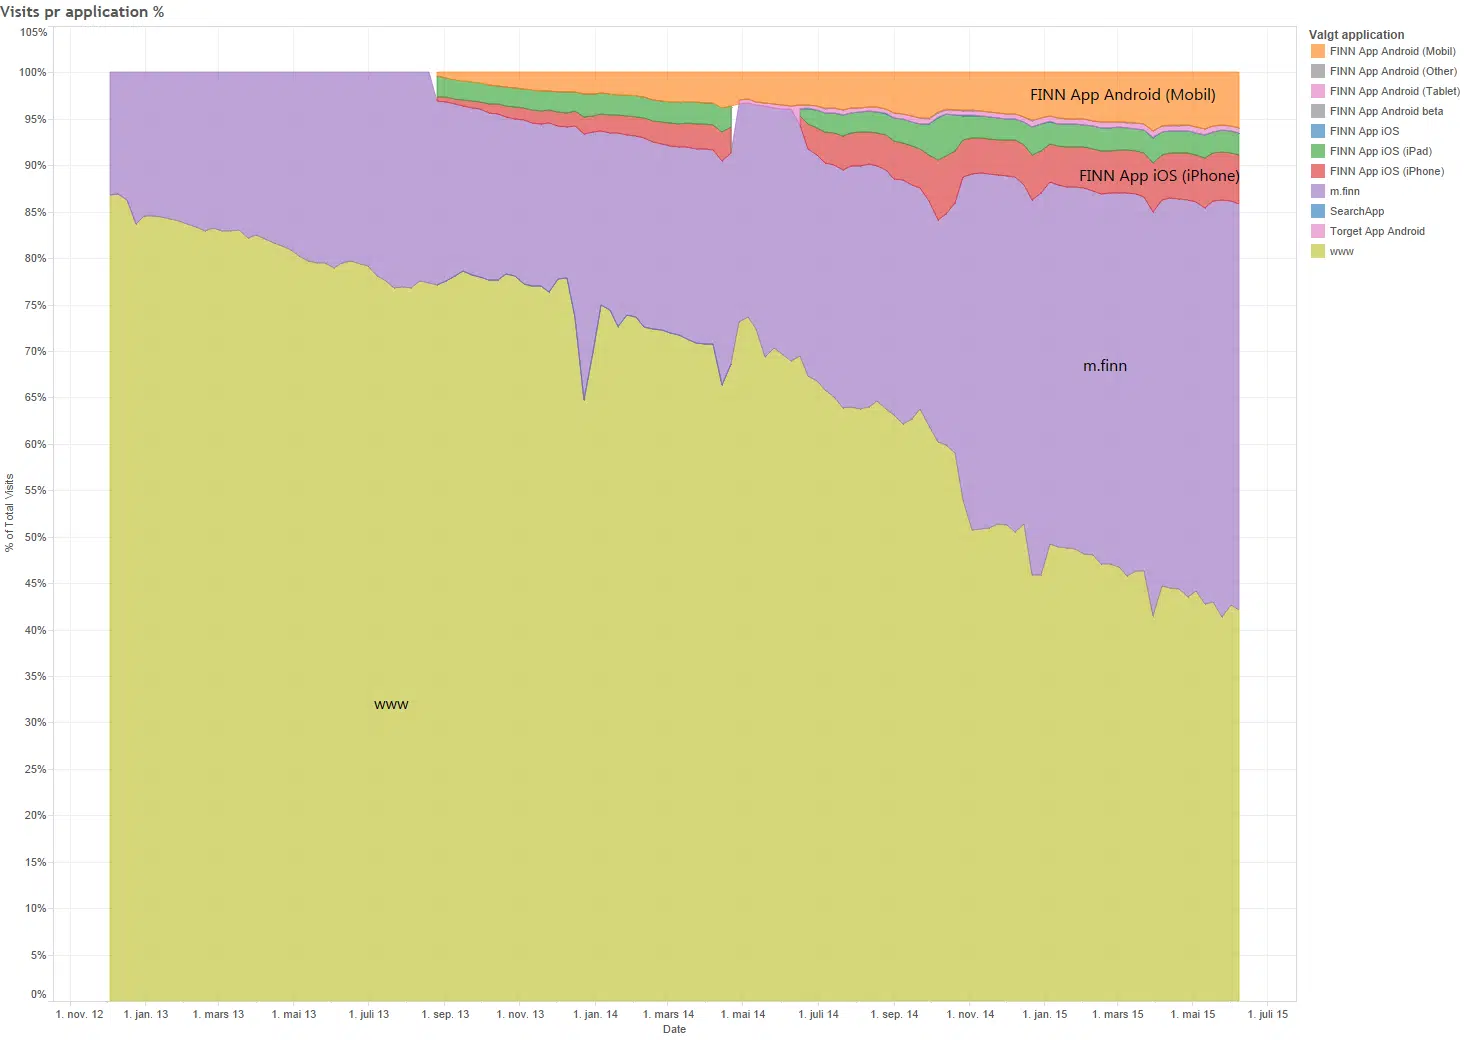 Visits pr application %
105%
100%
95%
90%
85%
80%
75%
70%
65%
60%
55%
50%
45%
40%
35%
30%
25%
20%
15%
10%
5%
0%
% of Total Visits
FINN App Android (Mobil)
FINN App iOS (iPhone)
m.finn
www
1. nov. 12 1. jan. 13 1. mars 13 1. mai 13 1. juli 13 1. sep. 13 1. nov. 13 1. jan. 14 1. mars 14 1. mai 14 1. juli 14 1. sep. 14 1. nov. 14 1. jan. 15 1. mars 15 1. mai 15 1. juli 15
Date
Valgt application
FINN App Android (Mobil)
FINN App Android (Other)
FINN App Android (Tablet)
FINN App Android beta
FINN App iOS
FINN App iOS (iPad)
FINN App iOS (iPhone)
m.finn
SearchApp
Torget App Android
www